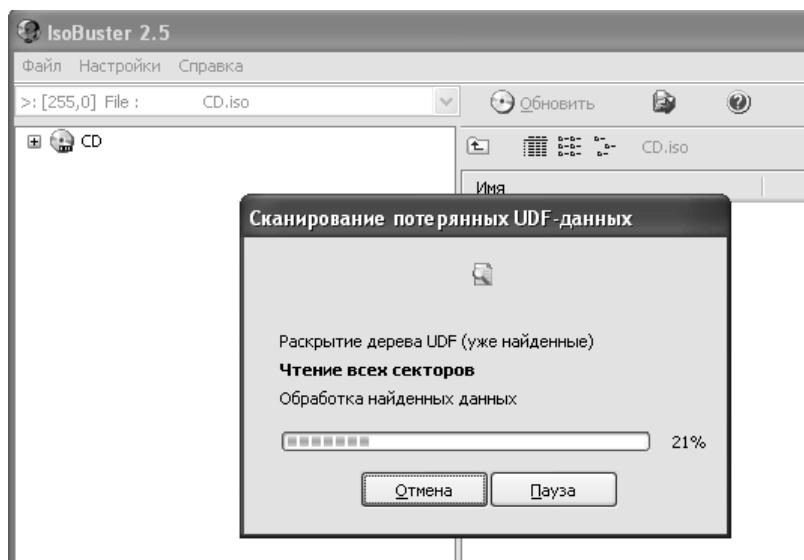 IsoBuster 2.5
Файл Настройки Справка
>: [255,0] File : CD.iso
Обновить
CD
CD.iso
Имя
Сканирование потерянных UDF-данных
Раскрытие дерева UDF (уже найденные)
Чтение всех секторов
Обработка найденных данных
21%
Отмена Пауза